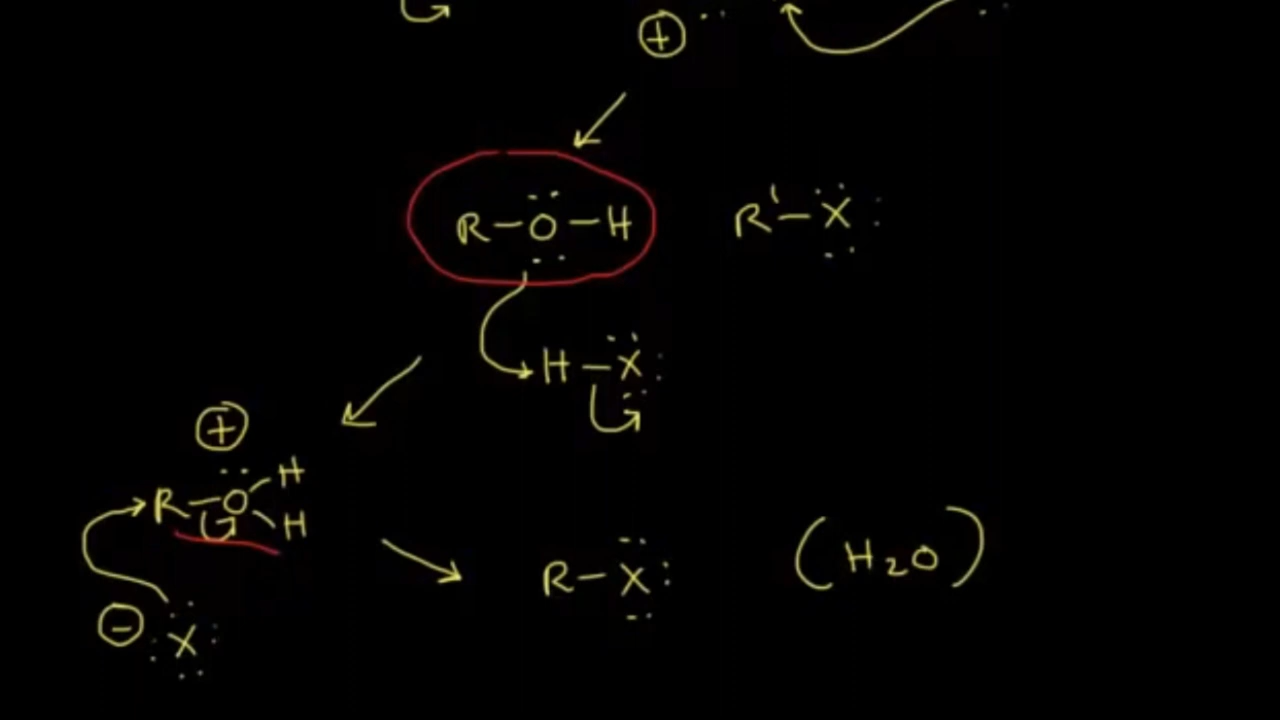 +
R-O-H R'-X
H-X
+
R-O H
H
R-X (H₂O)
- X